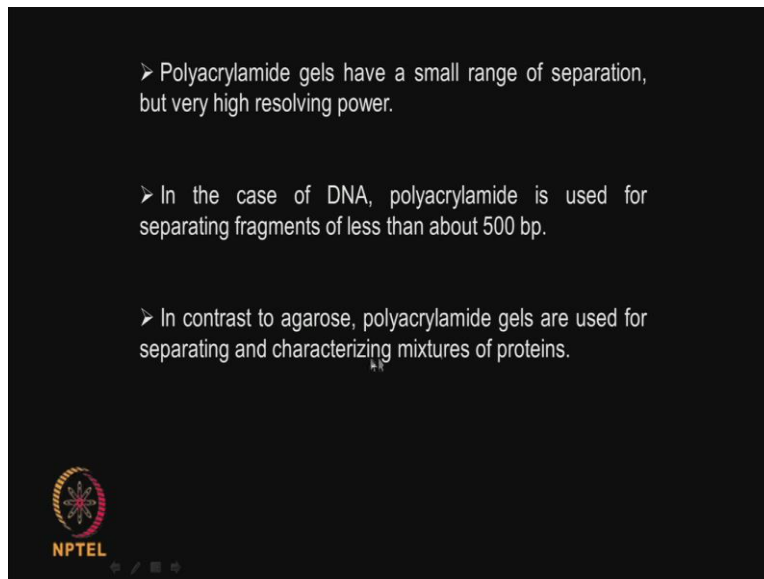 ➢ Polyacrylamide gels have a small range of separation,
but very high resolving power.
➢ In the case of DNA, polyacrylamide is used for
separating fragments of less than about 500 bp.
➢ In contrast to agarose, polyacrylamide gels are used for
separating and characterizing mixtures of proteins.
NPTEL